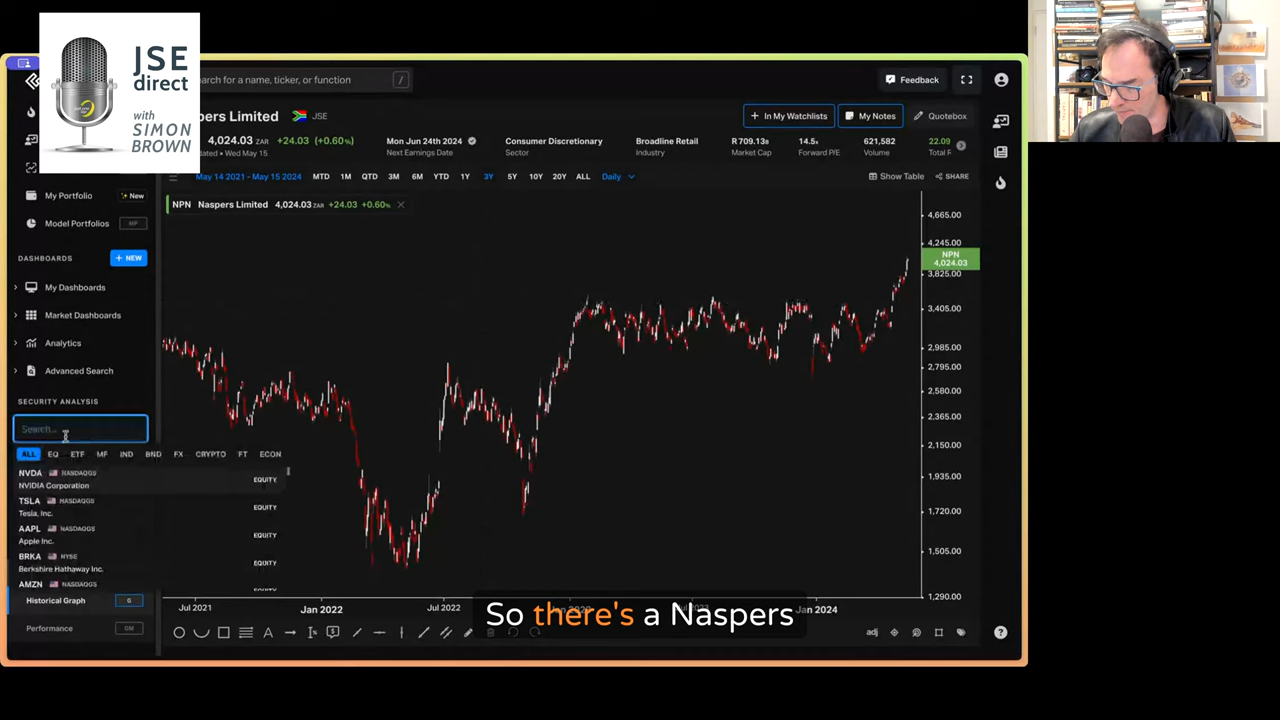 JSE
direct
with
SIMON
BROWN
earch for a name, ticker, or function
/
Feedback
spers Limited
JSE
In My Watchlists
My Notes
Quotebox
4,024.03 ZAR +24.03 (+0.60%)
dated • Wed May 15
Mon Jun 24th 2024
Next Earnings Date
Consumer Discretionary
Sector
Broadline Retail
Industry
R 709.13B
Market Cap
14.5x
Forward P/E
621,582
Volume
22.09
Total R
May 14 2021 - May 15 2024
MTD 1M QTD 3M 6M YTD 1Y 3Y 5Y 10Y 20Y ALL Daily
Show Table
SHARE
My Portfolio
New
Model Portfolios
MP
DASHBOARDS
+ NEW
My Dashboards
Market Dashboards
Analytics
Advanced Search
SECURITY ANALYSIS
Search...
ALL EQ ETF MF IND BND FX CRYPTO FT ECON
NVDA NASDAQGS
NVIDIA Corporation
EQUITY
TSLA NASDAQGS
Tesla, Inc.
EQUITY
AAPL NASDAQGS
Apple Inc.
EQUITY
BRKA NYSE
Berkshire Hathaway Inc.
EQUITY
AMZN NASDAQGS
Historical Graph
G
Performance
GM
NPN Naspers Limited 4,024.03 ZAR +24.03 +0.60%
4,665.00
4,245.00
NPN
4,024.03
3,825.00
3,405.00
2,985.00
2,795.00
2,580.00
2,365.00
2,150.00
1,935.00
1,720.00
1,505.00
1,290.00
Jul 2021
Jan 2022
Jul 2022
Jan 2024
So there's a Naspers
adj